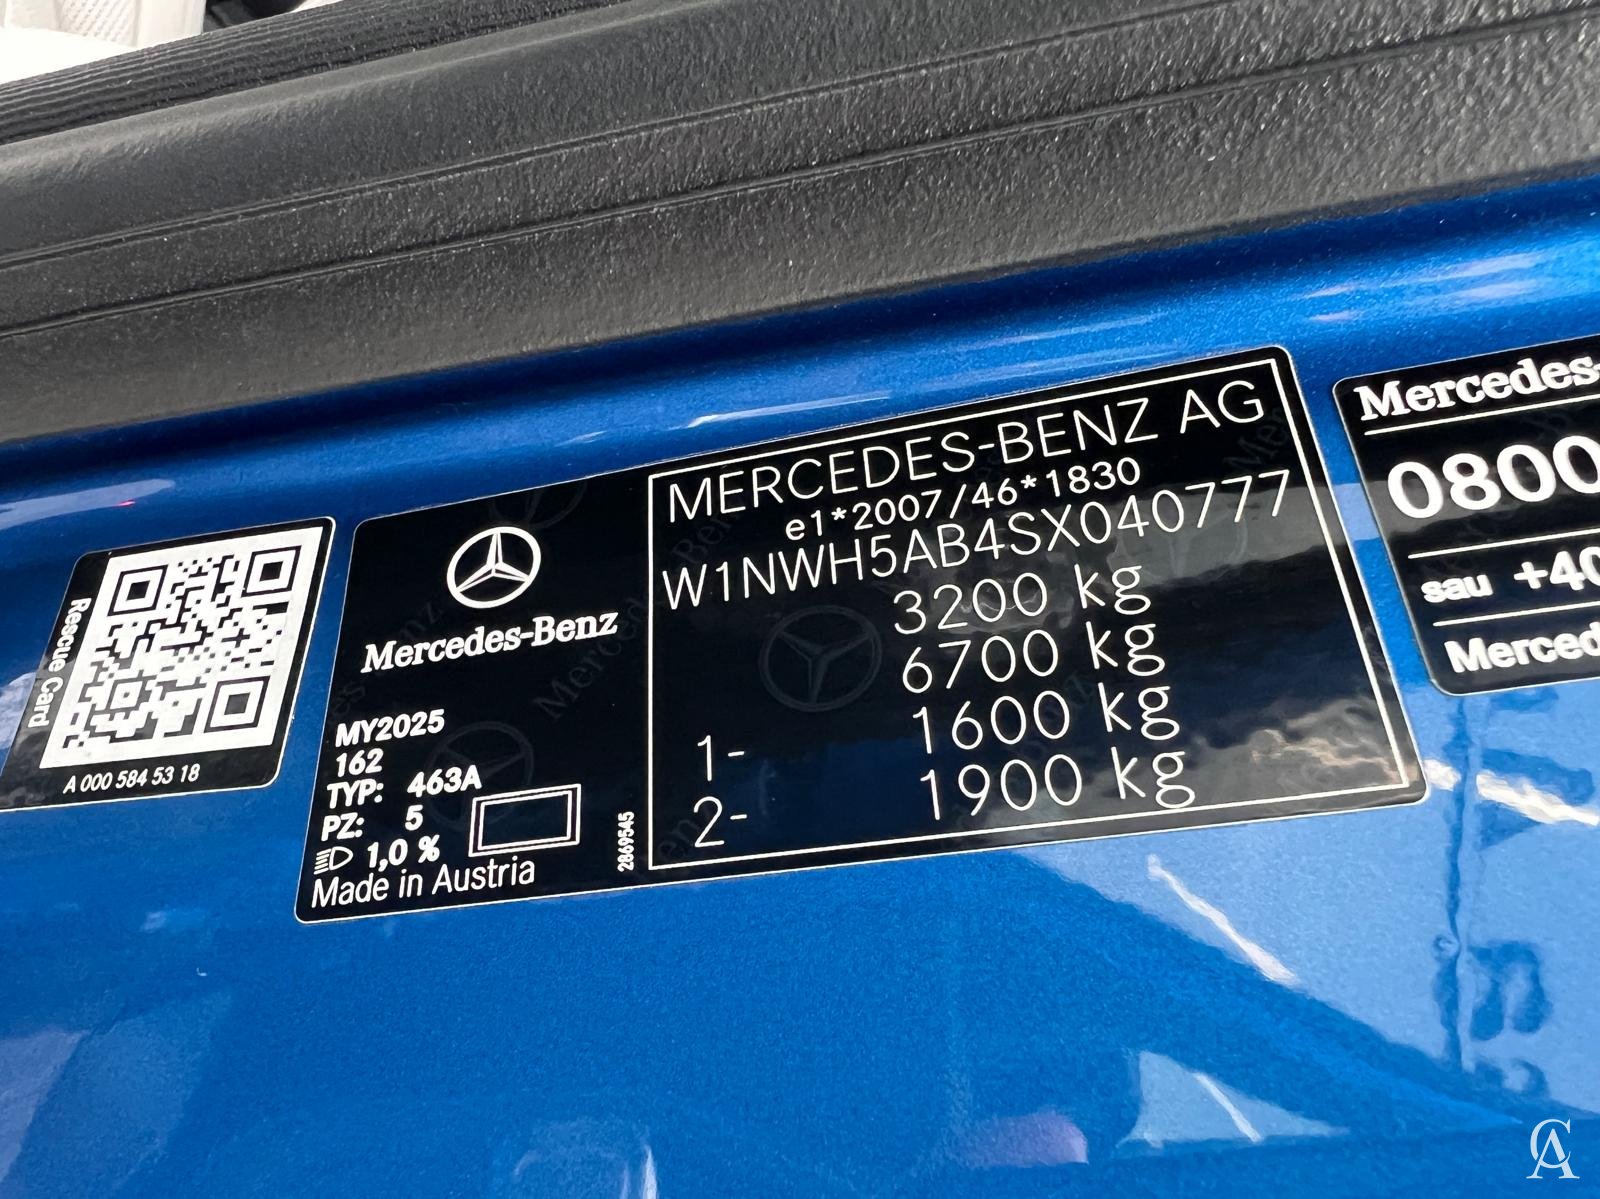 Rescue Card
A 000 584 53 18
Mercedes-Benz
MY2025
162
TYP: 463A
PZ: 5
1,0 %
Made in Austria
2869545
MERCEDES-BENZ AG
e1*2007/46*1830
W1NWH5AB4SX040777
3200 kg
6700 kg
1- 1600 kg
2- 1900 kg
Mercedes-
0800
sau +40
Merced
CA